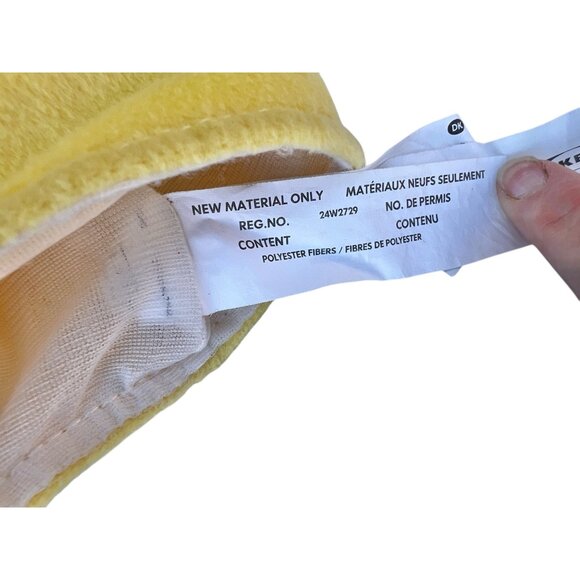 NEW MATERIAL ONLY MATÉRIAUX NEUFS SEULEMENT
REG.NO. 24W2729 NO. DE PERMIS
CONTENT CONTENU
POLYESTER FIBERS / FIBRES DE POLYESTER
DK